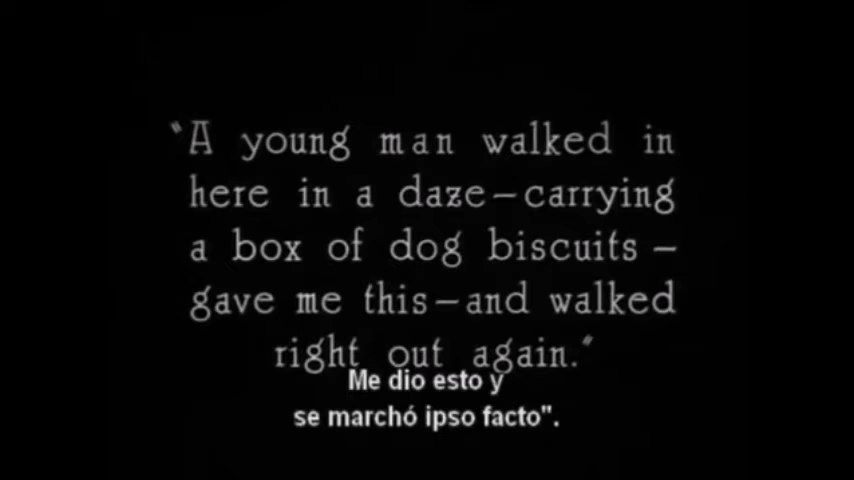 "A young man walked in
here in a daze—carrying
a box of dog biscuits—
gave me this—and walked
right out again."
Me dio esto y
se marchó ipso facto".